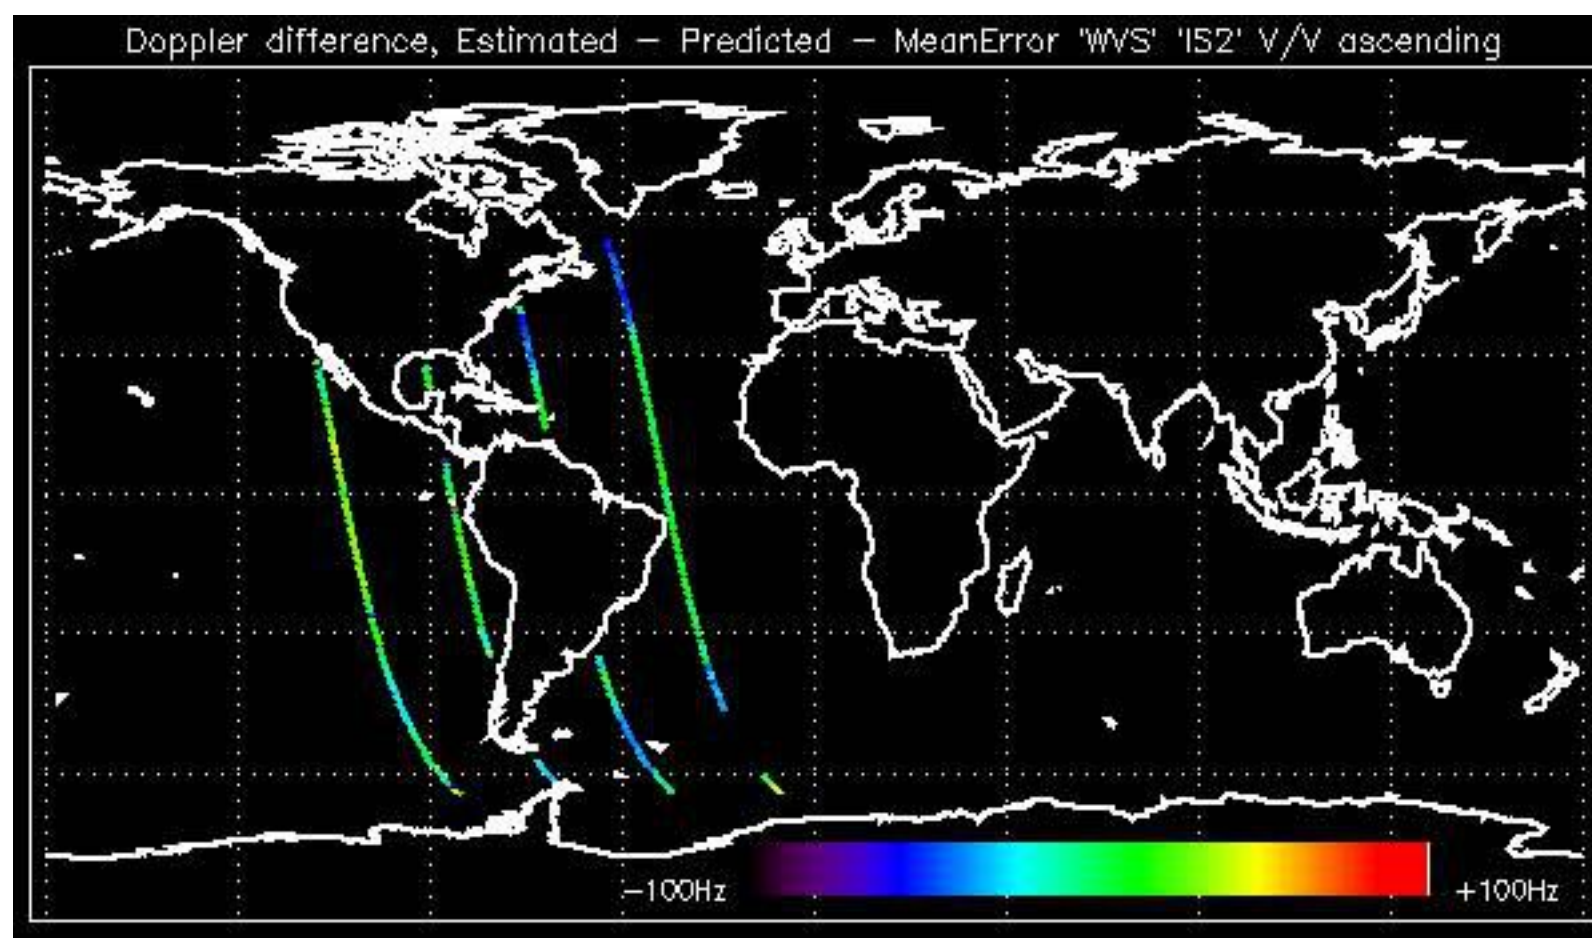 Doppler difference, Estimated – Predicted – MeanError 'WVS' 'IS2' V/V ascending
–100Hz
+100Hz